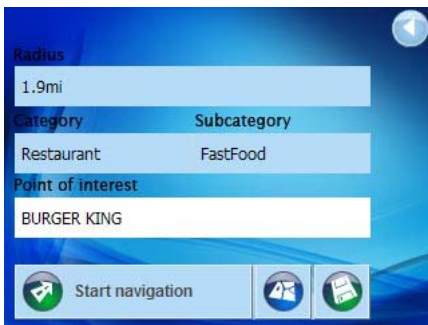 Radius
1.9mi
Category Subcategory
Restaurant FastFood
Point of interest
BURGER KING
Start navigation